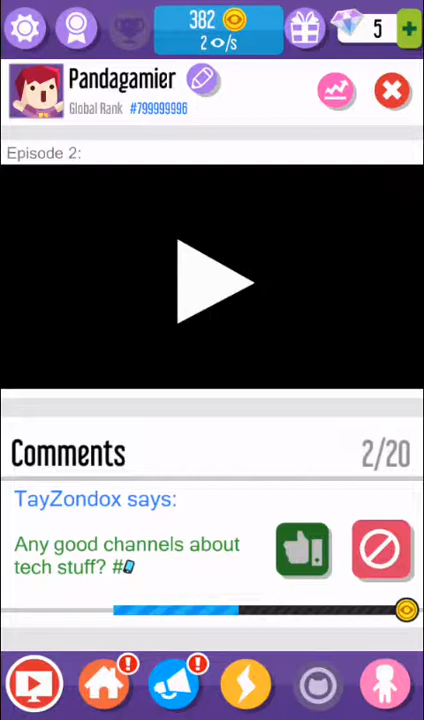 382
2 /s
5
Pandagamier
Global Rank #799999996
Episode 2:
Comments 2/20
TayZondox says:
Any good channels about
tech stuff? #